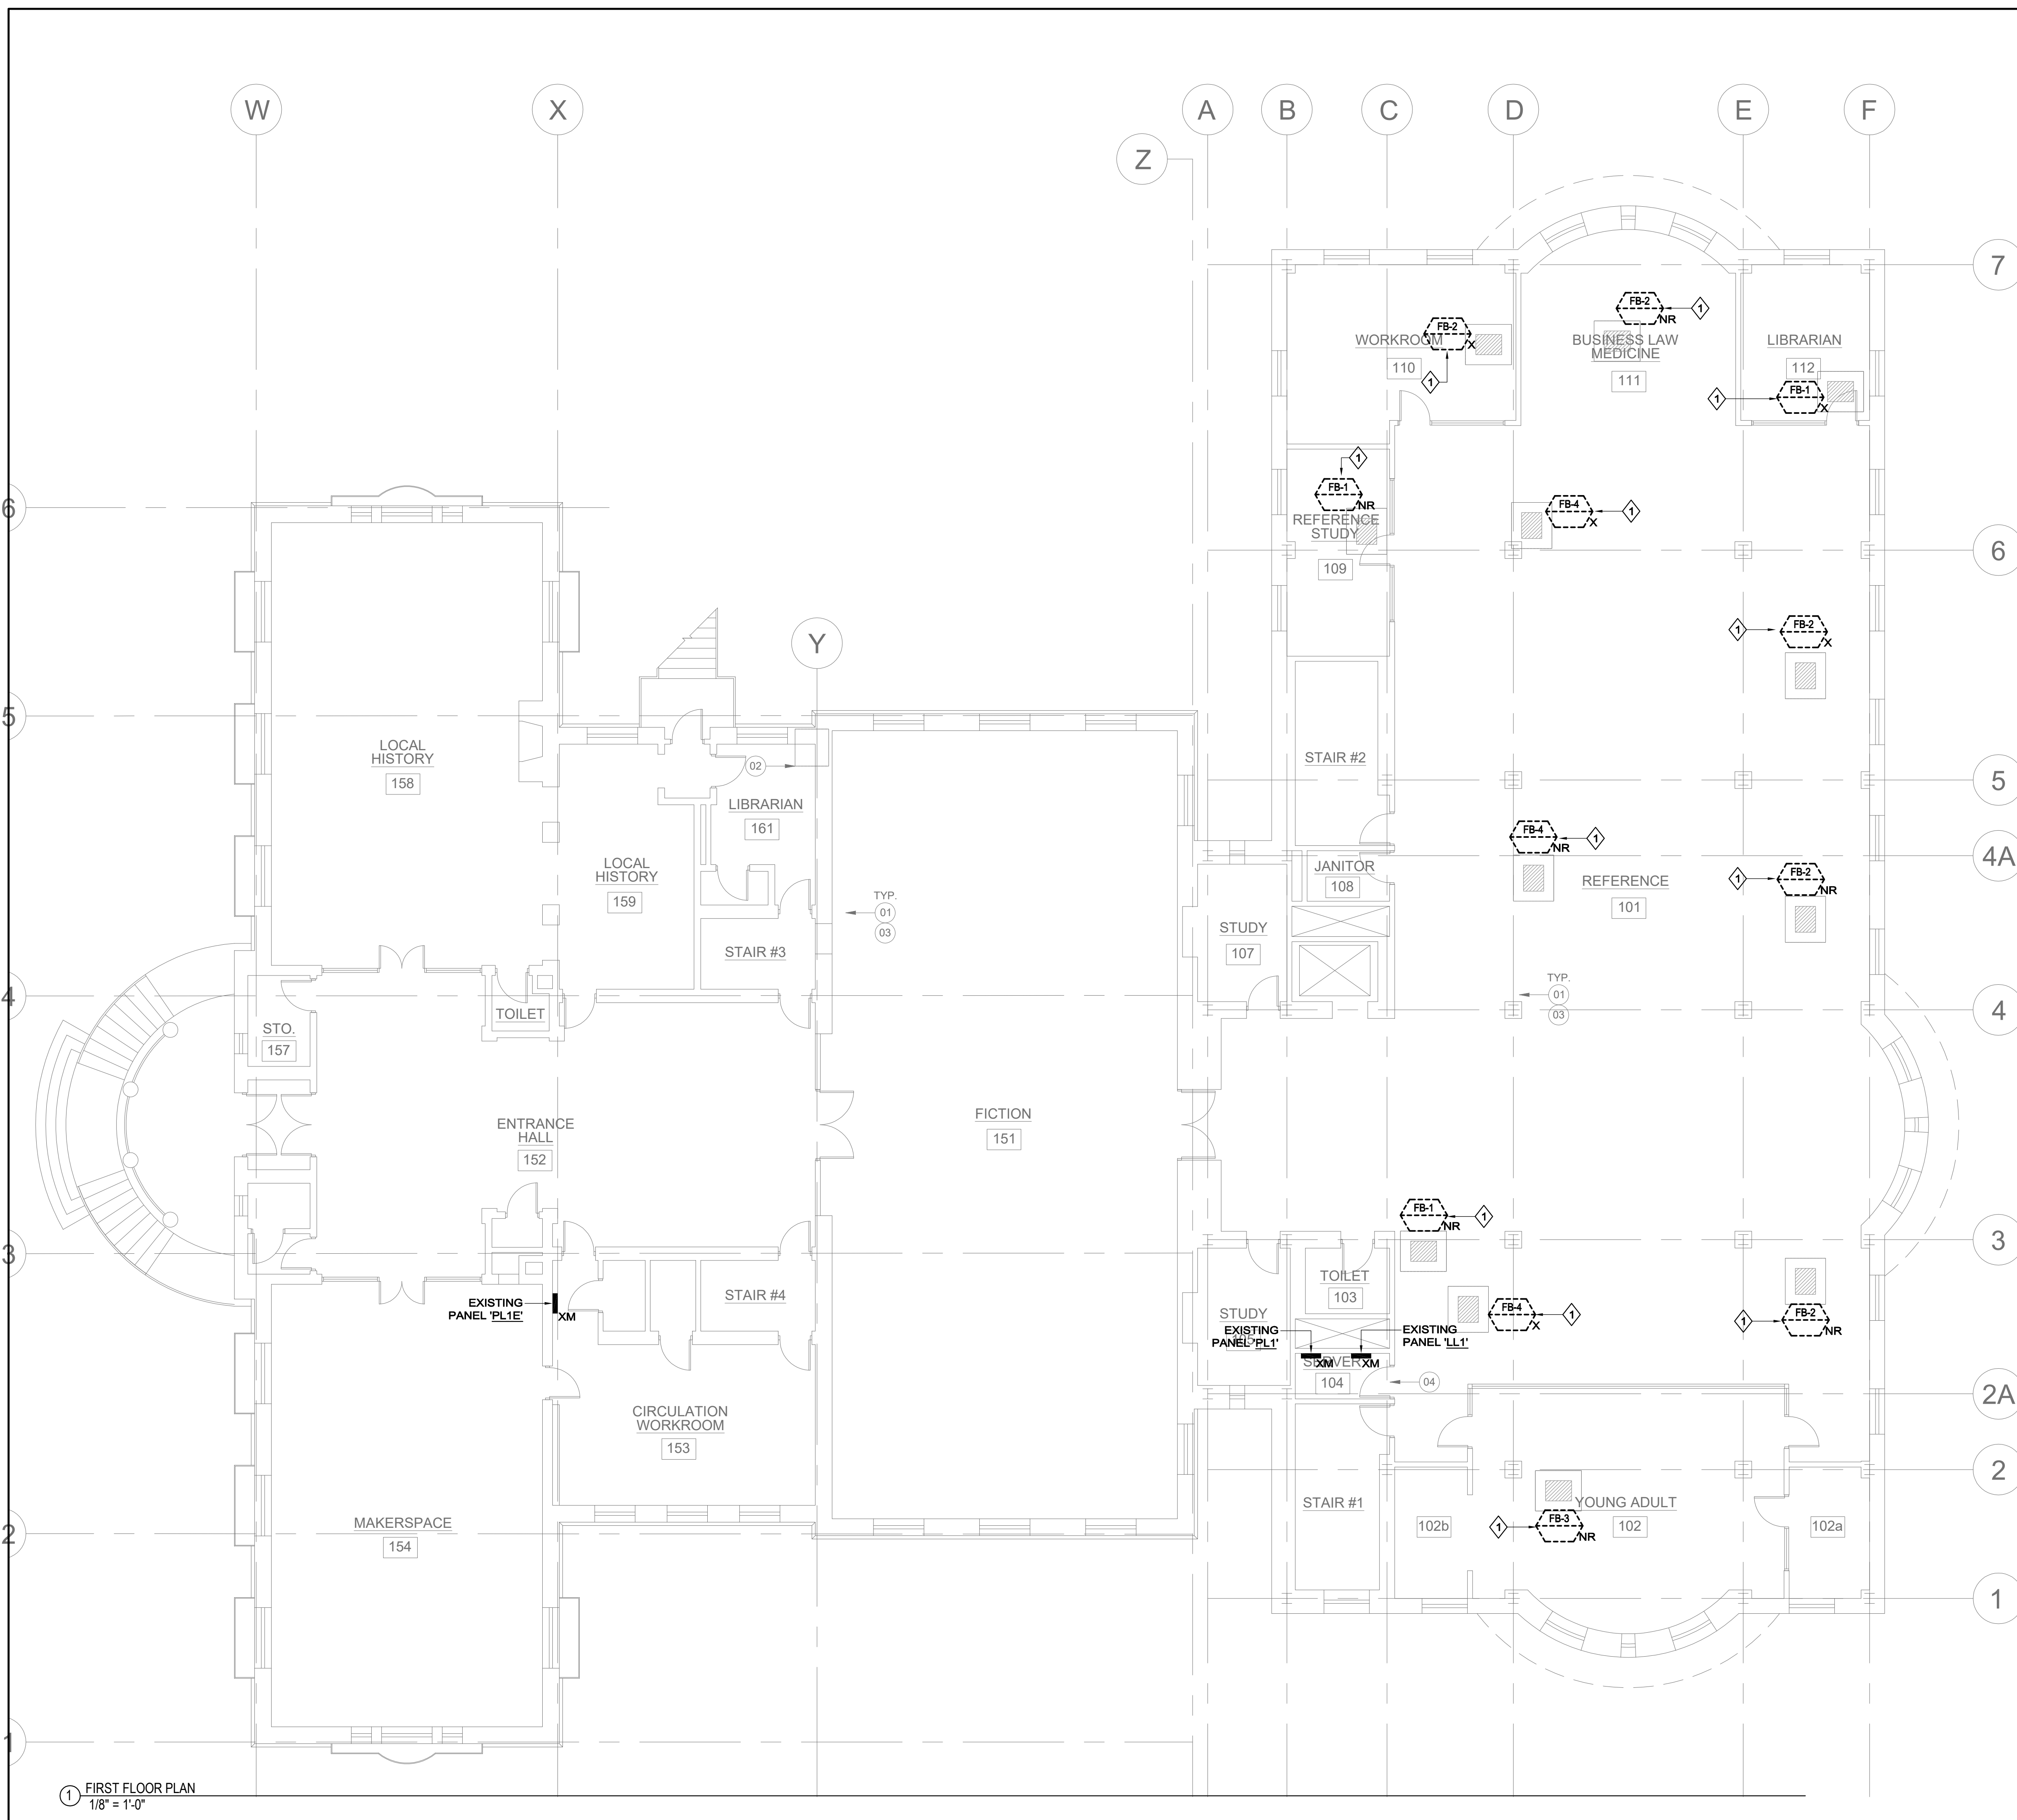 W
X
A
B
C
D
E
F
Z
7
FB-2
1
NR
FB-2
X
1
WORKROOM
110
BUSINESS LAW
MEDICINE
111
LIBRARIAN
112
FB-1
X
1
1
FB-1
NR
REFERENCE
STUDY
109
FB-4
X
1
6
6
1
FB-2
X
Y
5
LOCAL
HISTORY
158
02
LIBRARIAN
161
STAIR #2
5
LOCAL
HISTORY
159
TYP.
01
03
STAIR #3
FB-4
NR
1
4A
JANITOR
108
REFERENCE
101
1
FB-2
NR
STUDY
107
4
TOILET
STO.
157
TYP.
01
03
4
ENTRANCE
HALL
152
FICTION
151
FB-1
NR
1
3
3
TOILET
103
EXISTING
PANEL 'PL1E'
XM
STAIR #4
STUDY
105
EXISTING
PANEL 'PL1'
XM
EXISTING
PANEL 'LL1'
XM
SERVER
104
04
FB-4
X
1
1
FB-2
NR
2A
CIRCULATION
WORKROOM
153
2
STAIR #1
102b
YOUNG ADULT
102
102a
1
FB-3
NR
MAKERSPACE
154
2
1
1
1
FIRST FLOOR PLAN
1/8" = 1'-0"